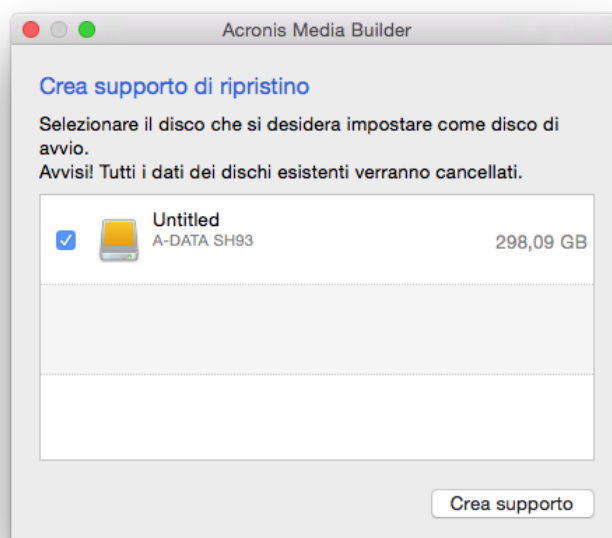 Acronis Media Builder
Crea supporto di ripristino
Selezionare il disco che si desidera impostare come disco di
avvio.
Avvisi! Tutti i dati dei dischi esistenti verranno cancellati.
Untitled
A-DATA SH93
298,09 GB
Crea supporto